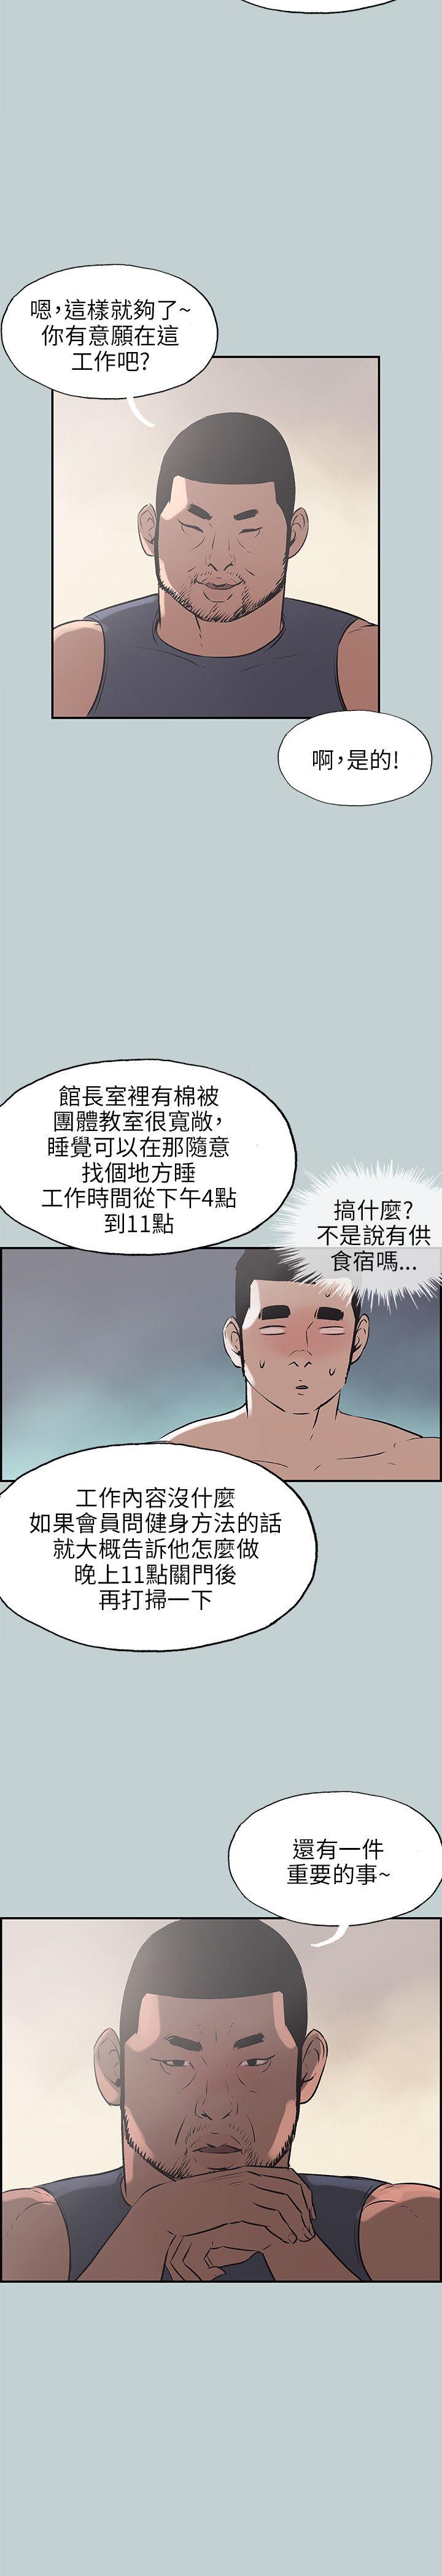 嗯，這樣就夠了~
你有意願在這
工作吧?
啊，是的!
館長室裡有棉被
團體教室很寬敞，
睡覺可以在那隨意
找個地方睡
工作時間從下午4點
到11點
搞什麼?
不是說有供
食宿嗎...
工作內容沒什麼
如果會員問健身方法的話
就大概告訴他怎麼做
晚上11點關門後
再打掃一下
還有一件
重要的事~